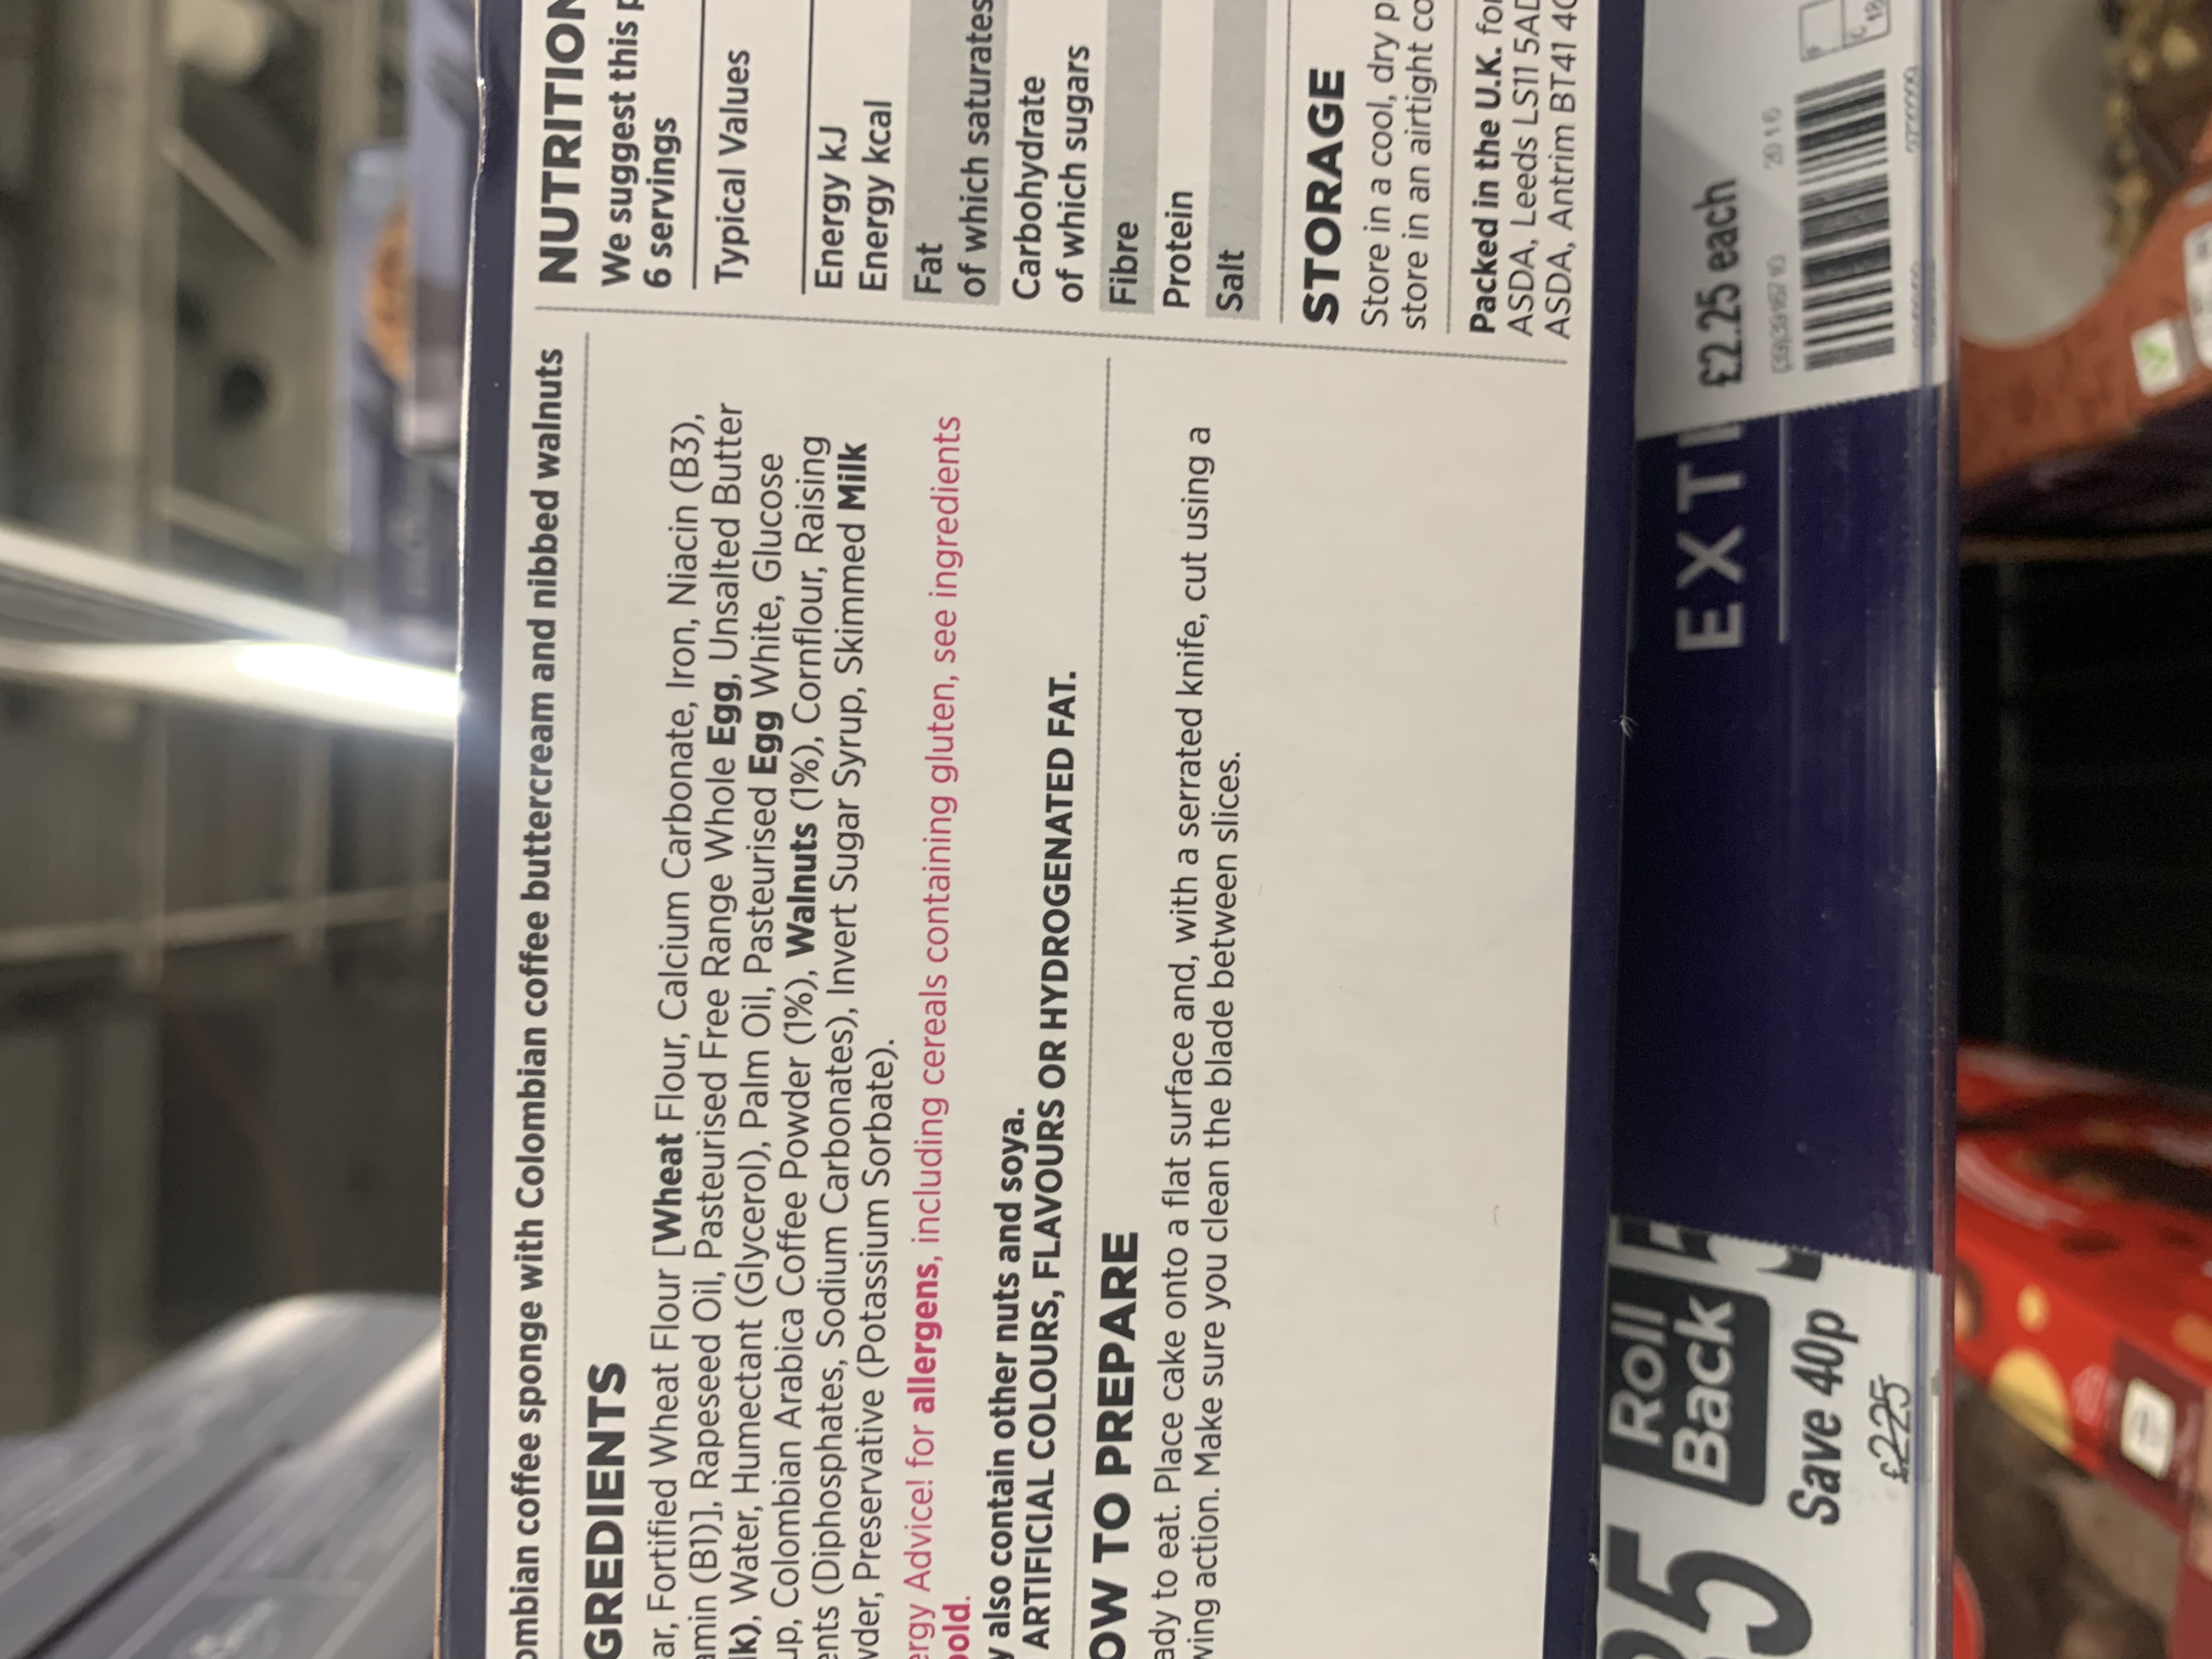 ombian coffee sponge with Colombian coffee buttercream and nibbed walnuts
GREDIENTS
ar, Fortified Wheat Flour [Wheat Flour, Calcium Carbonate, Iron, Niacin (B3),
amin (B1)], Rapeseed Oil, Pasteurised Free Range Whole Egg, Unsalted Butter
lk), Water, Humectant (Glycerol), Palm Oil, Pasteurised Egg White, Glucose
up, Colombian Arabica Coffee Powder (1%), Walnuts (1%), Cornflour, Raising
ents (Diphosphates, Sodium Carbonates), Invert Sugar Syrup, Skimmed Milk
wder, Preservative (Potassium Sorbate).
ergy Advice! for allergens, including cereals containing gluten, see ingredients
bold.
y also contain other nuts and soya.
ARTIFICIAL COLOURS, FLAVOURS OR HYDROGENATED FAT.
OW TO PREPARE
ady to eat. Place cake onto a flat surface and, with a serrated knife, cut using a
wing action. Make sure you clean the blade between slices.
NUTRITION
We suggest this p
6 servings
Typical Values
Energy kJ
Energy kcal
Fat
of which saturates
Carbohydrate
of which sugars
Fibre
Protein
Salt
STORAGE
Store in a cool, dry p
store in an airtight co
Packed in the U.K. for
ASDA, Leeds LS11 5AD
ASDA, Antrim BT41 4G
85
Roll
Back
Save 40p
£2.25
5
EXT
£2.25 each
2016